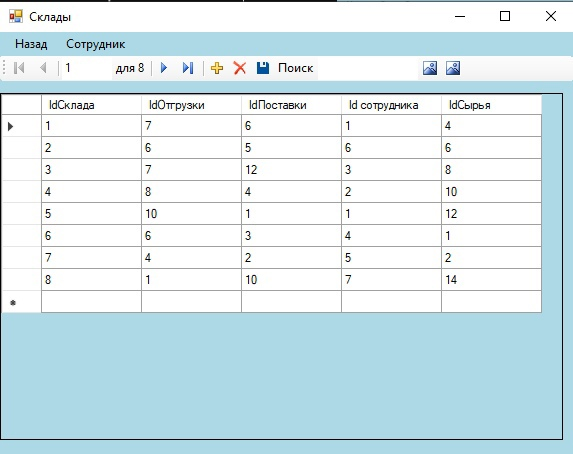 Склады
Назад Сотрудник
1 для 8 Поиск
IdСклада IdОтгрузки IdПоставки Id сотрудника IdСырья
1 7 6 1 4
2 6 5 6 6
3 7 12 3 8
4 8 4 2 10
5 10 1 1 12
6 6 3 4 1
7 4 2 5 2
8 1 10 7 14